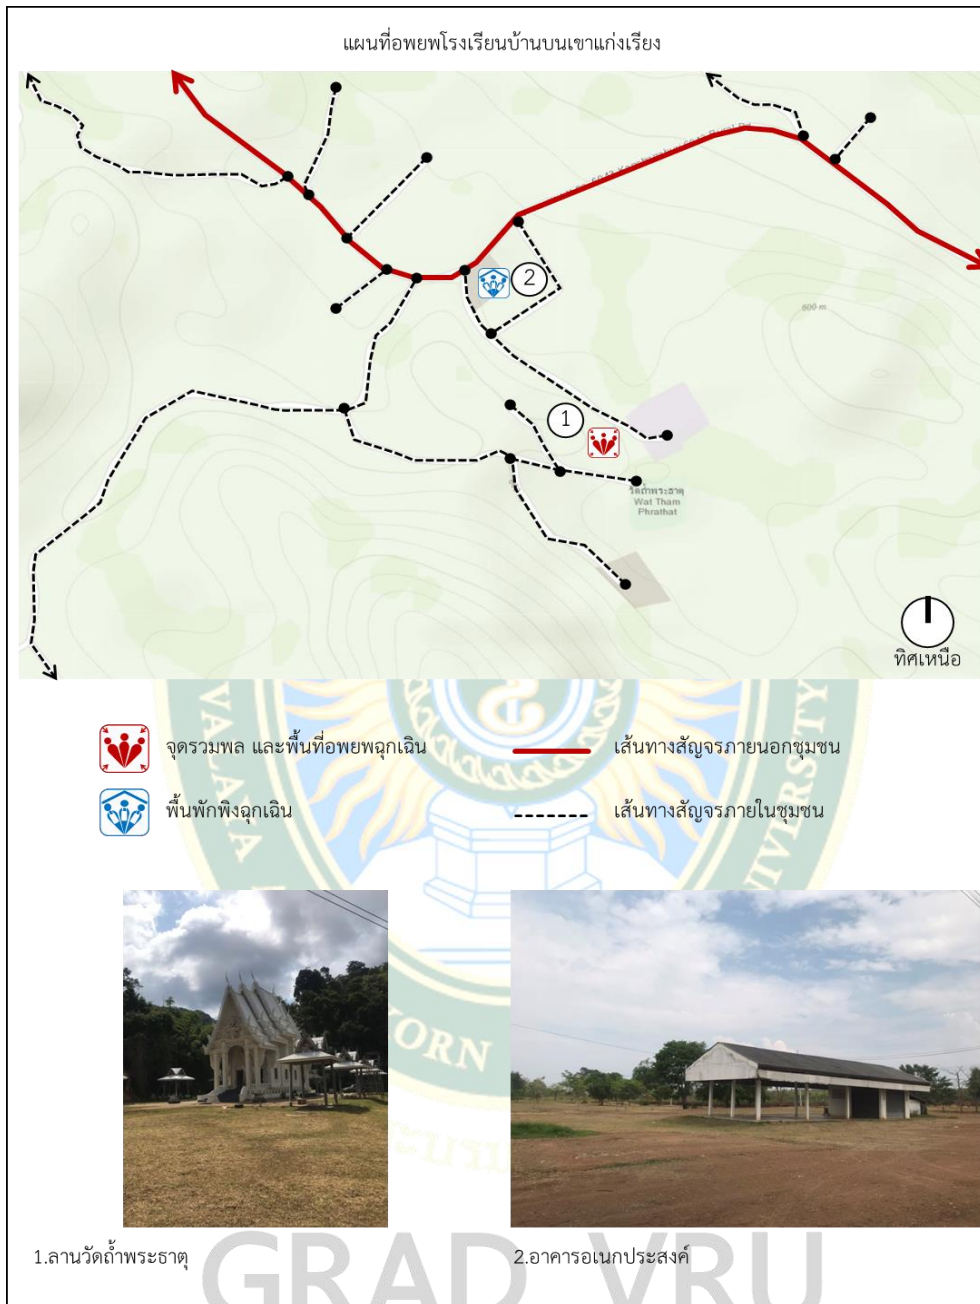 แผนที่อพยพโรงเรียนบ้านบนเขาแก่งเรียง
2
600 m
1
วัดถ้ำพระธาตุ
Wat Tham
Phrathat
ทิศเหนือ
จุดรวมพล และพื้นที่อพยพฉุกเฉิน
เส้นทางสัญจรภายนอกชุมชน
พื้นพักพิงฉุกเฉิน
เส้นทางสัญจรภายในชุมชน
VALAYA
UNIVERSITY
1.ลานวัดถ้ำพระธาตุ
2.อาคารอเนกประสงค์
GRAD VRU